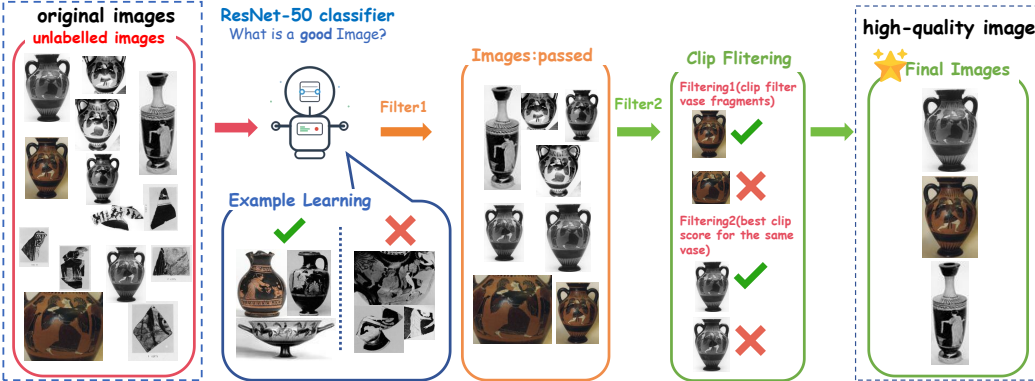 original images
unlabelled images
ResNet-50 classifier
What is a good Image?
Filter1
Example Learning
Images:passed
Filter2
Clip Flitering
Filtering1(clip filter
vase fragments)
Filtering2(best clip
score for the same
vase)
high-quality image
Final Images